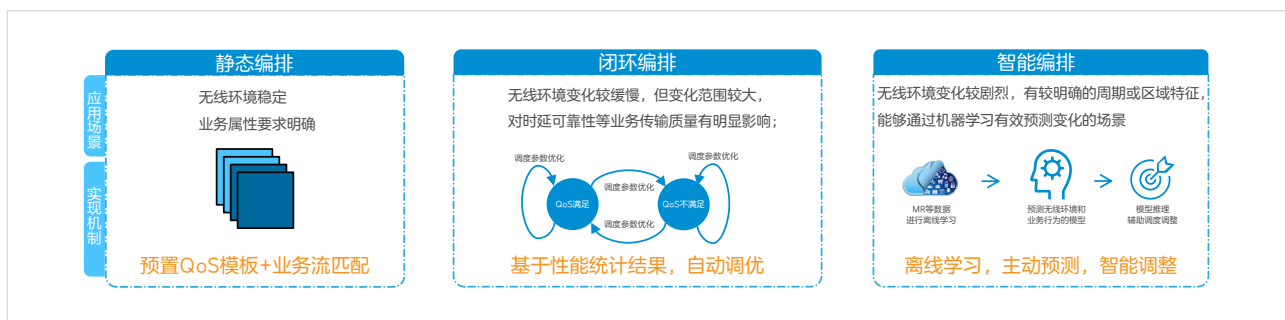 应用场景
实现机制
静态编排
无线环境稳定
业务属性要求明确
预置QoS模板+业务流匹配
闭环编排
无线环境变化较缓慢，但变化范围较大，
对时延可靠性等业务传输质量有明显影响；
调度参数优化
调度参数优化
调度参数优化
QoS满足
QoS不满足
调度参数优化
基于性能统计结果，自动调优
智能编排
无线环境变化较剧烈，有较明确的周期或区域特征，
能够通过机器学习有效预测变化的场景
MR等数据
进行离线学习
预测无线环境和
业务行为的模型
模型推理
辅助调度调整
离线学习，主动预测，智能调整